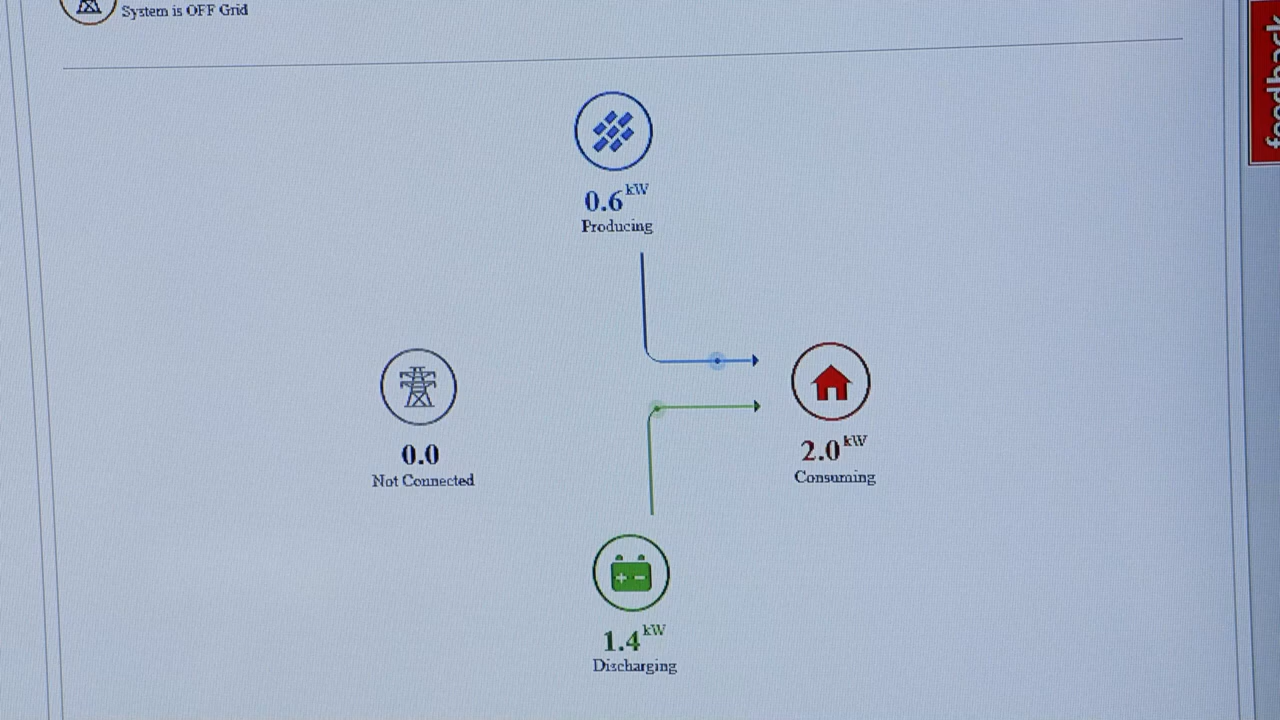 System is OFF Grid
feedback
0.6 kW
Producing
0.0
Not Connected
2.0 kW
Consuming
1.4 kW
Discharging